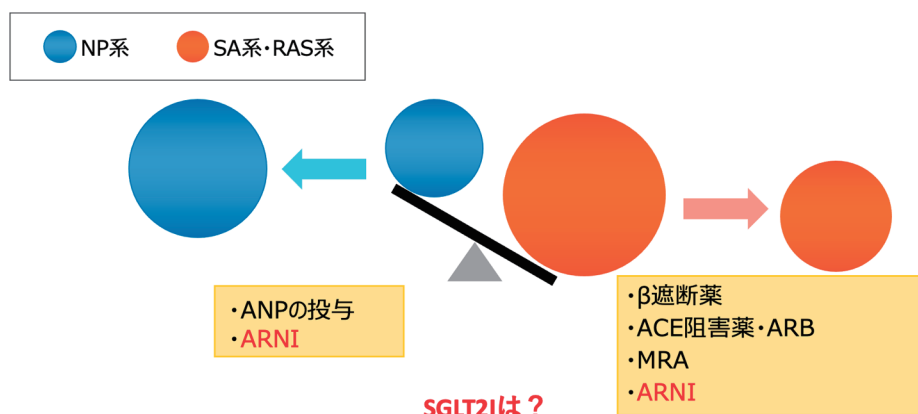 NP系 SA系・RAS系
・ANPの投与
・ARNI
・β遮断薬
・ACE阻害薬・ARB
・MRA
・ARNI
SGLT2Iは？